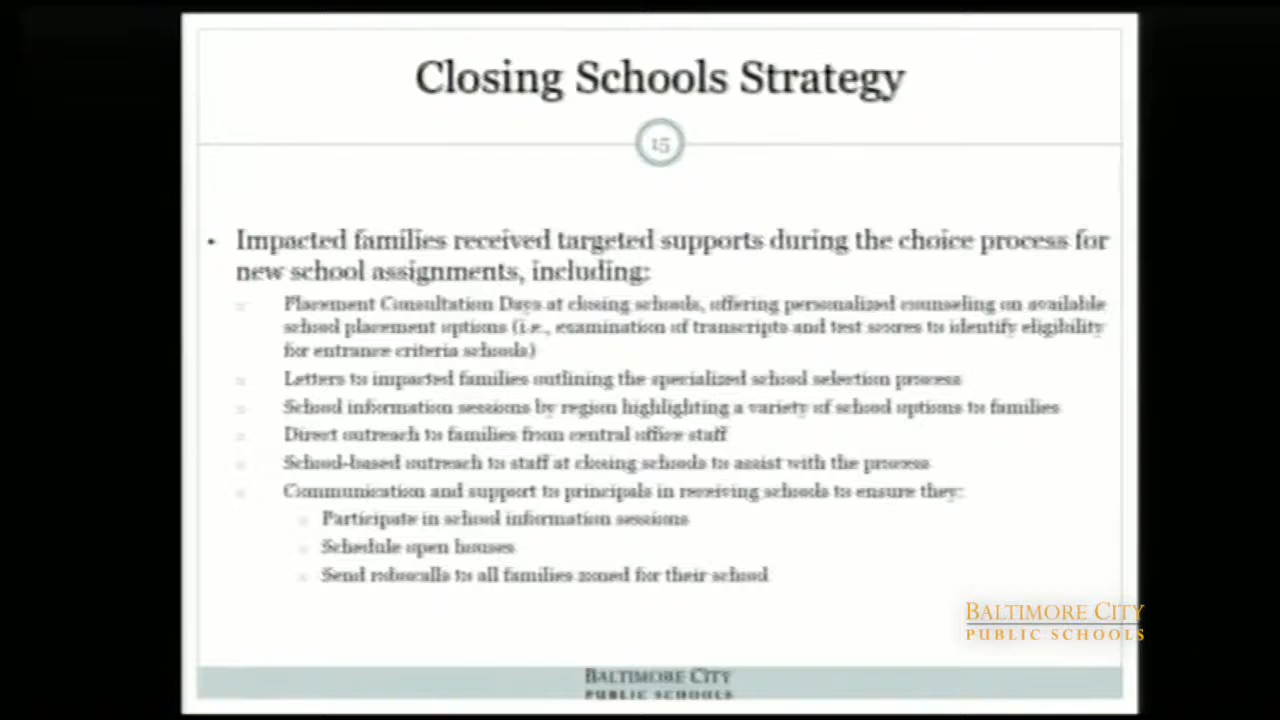 Closing Schools Strategy
15
• Impacted families received targeted supports during the choice process for
new school assignments, including:
Placement Consultation Days at closing schools, offering personalized counseling on available
school placement options (i.e., examination of transcripts and test scores to identify eligibility
for entrance criteria schools)
Letters to impacted families outlining the specialized school selection process
School information sessions by region highlighting a variety of school options to families
Direct outreach to families from central office staff
School-based outreach to staff at closing schools to assist with the process
Communication and support to principals in receiving schools to ensure they:
Participate in school information sessions
Schedule open houses
Send robocalls to all families zoned for their school
BALTIMORE CITY
PUBLIC SCHOOLS
BALTIMORE CITY
PUBLIC SCHOOLS